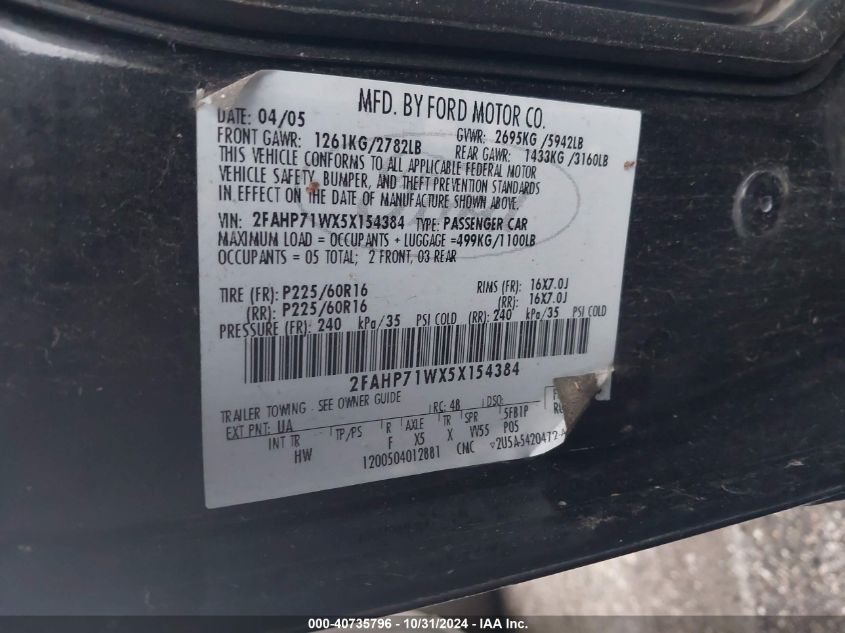 MFD. BY FORD MOTOR CO.
DATE: 04/05 GVWR: 2695KG/5942LB
FRONT GAWR: 1261KG/2782LB REAR GAWR: 1433KG/3160LB
THIS VEHICLE CONFORMS TO ALL APPLICABLE FEDERAL MOTOR
VEHICLE SAFETY, BUMPER, AND THEFT PREVENTION STANDARDS
IN EFFECT ON THE DATE OF MANUFACTURE SHOWN ABOVE.
VIN: 2FAHP71WX5X154384 TYPE: PASSENGER CAR
MAXIMUM LOAD = OCCUPANTS + LUGGAGE =499KG/1100LB
OCCUPANTS = 05 TOTAL; 2 FRONT, 03 REAR
TIRE (FR): P225/60R16 RIMS (FR): 16X7.0J
(RR): P225/60R16 (RR): 16X7.0J
PRESSURE (FR): 240 kPa/35 PSI COLD (RR): 240 kPa/35 PSI COLD
2FAHP71WX5X154384
TRAILER TOWING - SEE OWNER GUIDE
EXT PNT: UA RC: 48 DSO:
INT TR TP/PS R AXLE TR SPR 5FB1P
HW F X5 X VV55 P05
1200504012881 CNC 2U5A-5420472-A
000-40735796 - 10/31/2024 - IAA Inc.